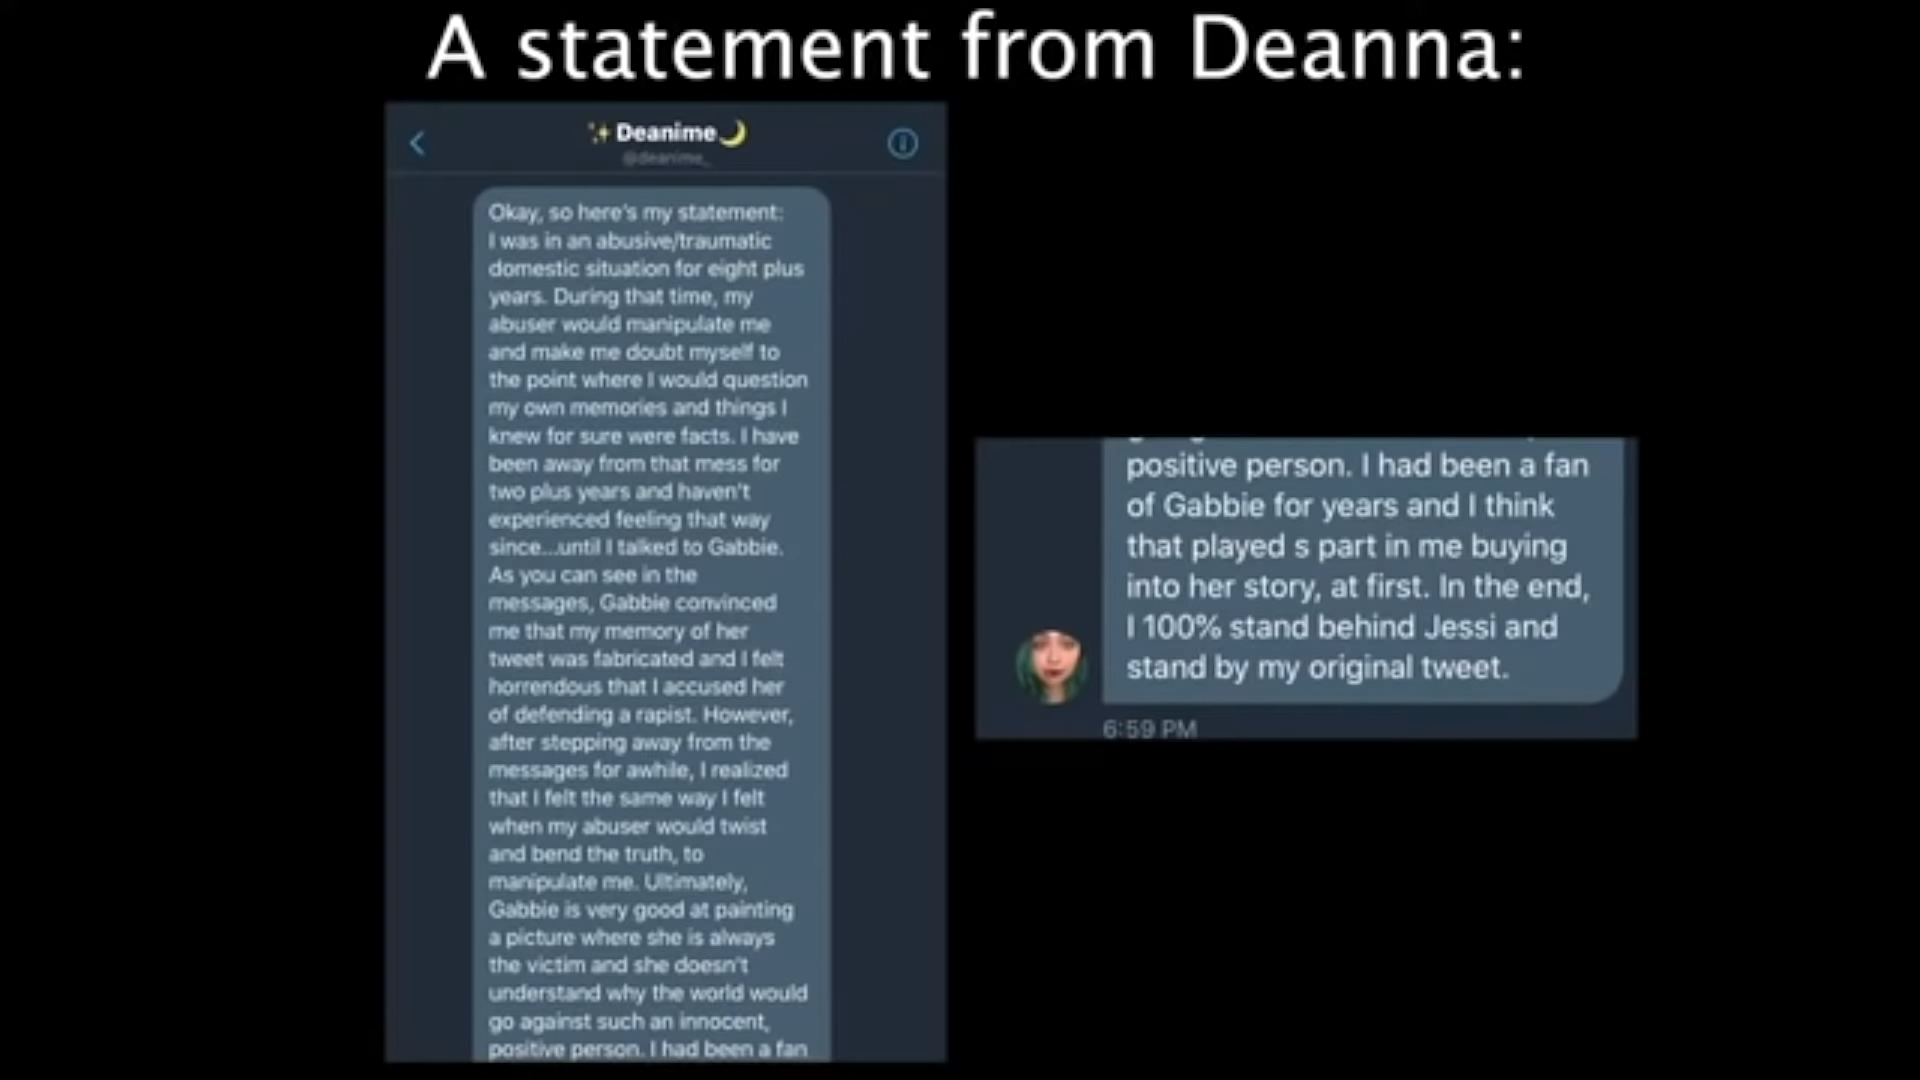 A statement from Deanna:
✨ Deanime🌙
@deanime_
Okay, so here's my statement:
I was in an abusive/traumatic
domestic situation for eight plus
years. During that time, my
abuser would manipulate me
and make me doubt myself to
the point where I would question
my own memories and things I
knew for sure were facts. I have
been away from that mess for
two plus years and haven't
experienced feeling that way
since...until I talked to Gabbie.
As you can see in the
messages, Gabbie convinced
me that my memory of her
tweet was fabricated and I felt
horrendous that I accused her
of defending a rapist. However,
after stepping away from the
messages for awhile, I realized
that I felt the same way I felt
when my abuser would twist
and bend the truth, to
manipulate me. Ultimately,
Gabbie is very good at painting
a picture where she is always
the victim and she doesn't
understand why the world would
go against such an innocent,
positive person. I had been a fan
positive person. I had been a fan
of Gabbie for years and I think
that played s part in me buying
into her story, at first. In the end,
I 100% stand behind Jessi and
stand by my original tweet.
6:59 PM